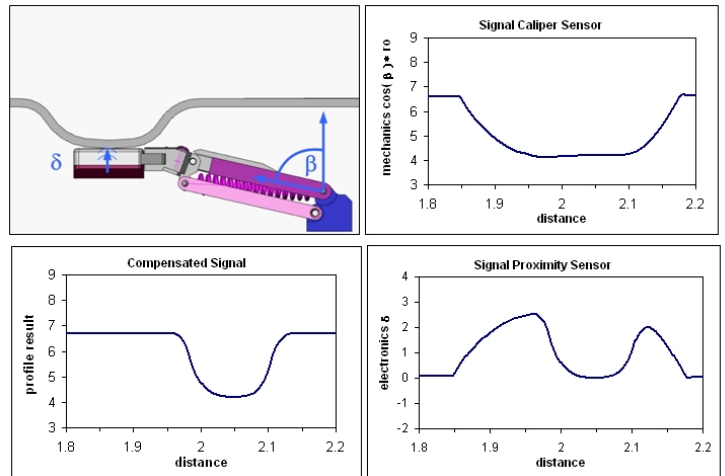 δ
β
Signal Caliper Sensor
mechanics cos( β )* ro
9
8
7
6
5
4
3
1.8 1.9 2 2.1 2.2
distance
Compensated Signal
profile result
9
8
7
6
5
4
3
1.8 1.9 2 2.1 2.2
distance
Signal Proximity Sensor
electronics δ
4
3
2
1
0
-1
-2
1.8 1.9 2 2.1 2.2
distance